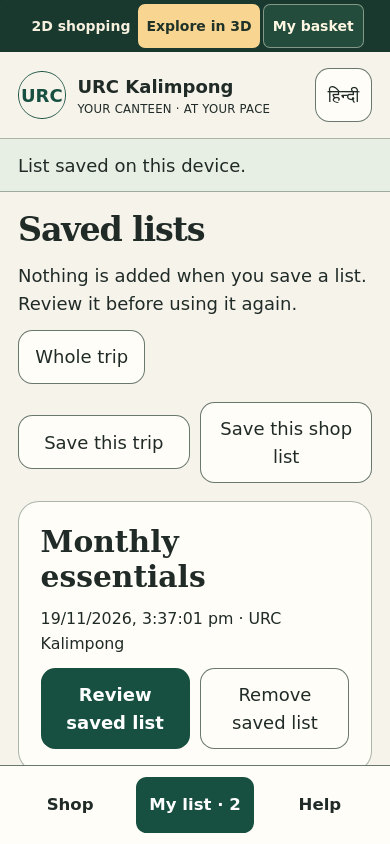 2D shopping Explore in 3D My basket
URC
URC Kalimpong
YOUR CANTEEN · AT YOUR PACE
हिन्दी
List saved on this device.
Saved lists
Nothing is added when you save a list.
Review it before using it again.
Whole trip
Save this trip
Save this shop
list
Monthly
essentials
19/11/2026, 3:37:01 pm · URC
Kalimpong
Review
saved list
Remove
saved list
Shop
My list · 2
Help